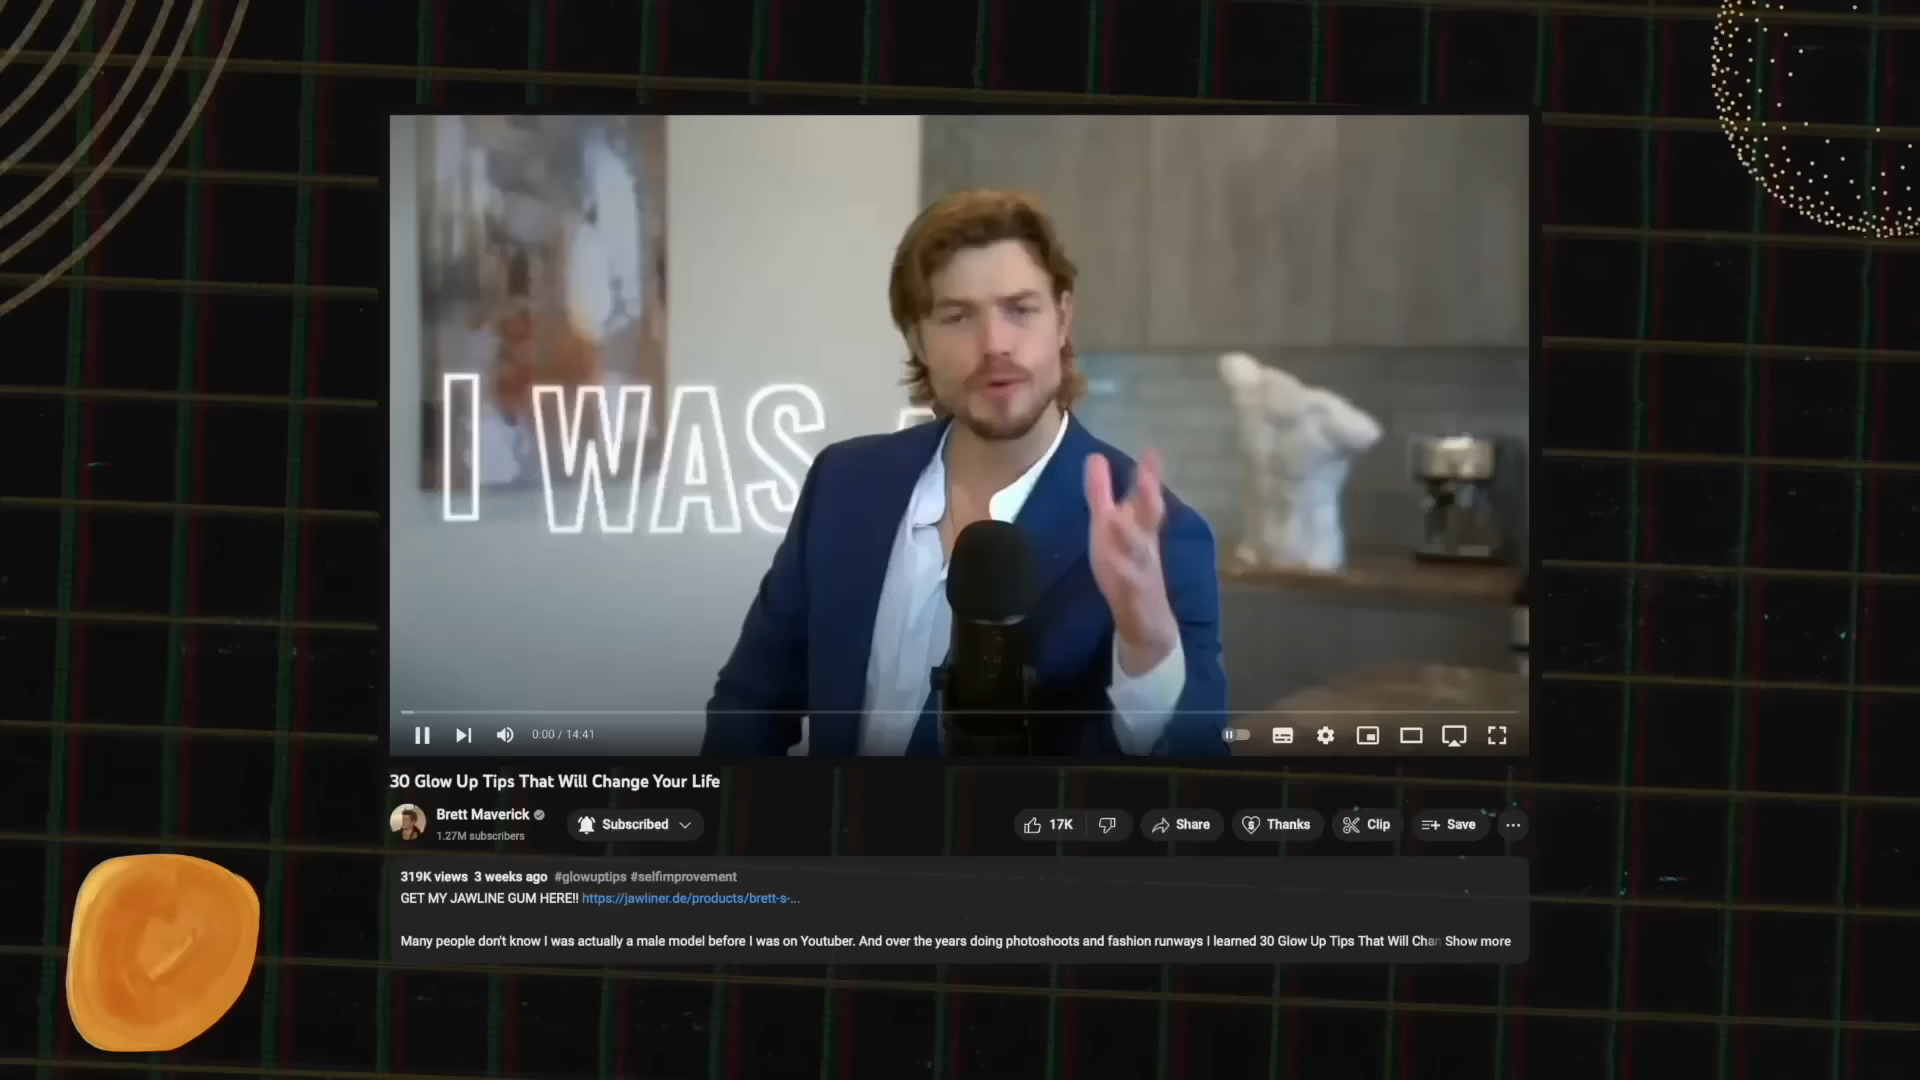 I WAS
0:00 / 14:41
30 Glow Up Tips That Will Change Your Life
Brett Maverick
1.27M subscribers
Subscribed
17K
Share
Thanks
Clip
Save
319K views 3 weeks ago #glowuptips #selfimprovement
GET MY JAWLINE GUM HERE!! https://jawliner.de/products/brett-s-...
Many people don't know I was actually a male model before I was on Youtuber. And over the years doing photoshoots and fashion runways I learned 30 Glow Up Tips That Will Chan Show more